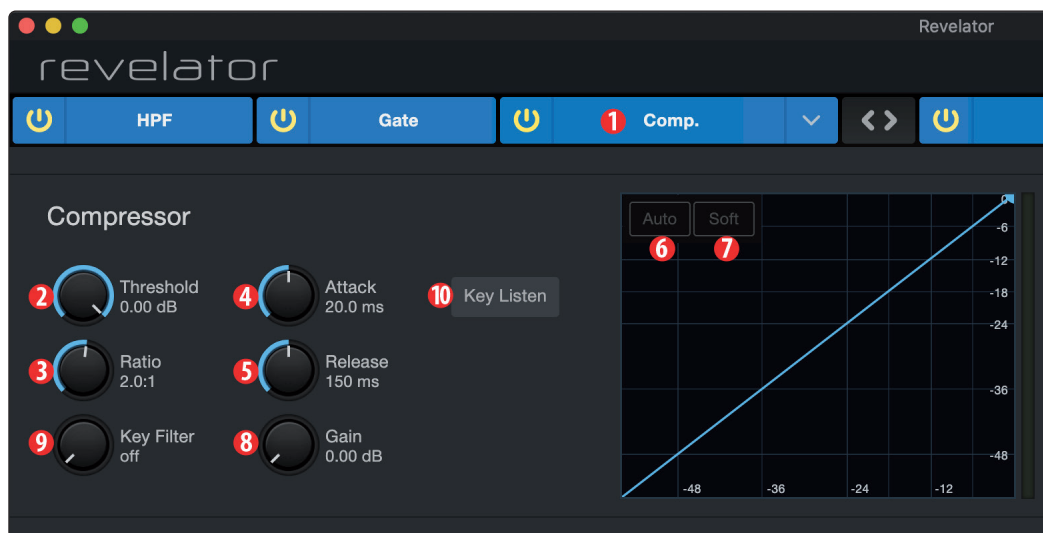 Revelator
revelator
HPF
Gate
1 Comp.
Compressor
2 Threshold
0.00 dB
4 Attack
20.0 ms
10 Key Listen
3 Ratio
2.0:1
5 Release
150 ms
9 Key Filter
off
8 Gain
0.00 dB
Auto Soft
6 7
0
-6
-12
-18
-24
-36
-48
-48 -36 -24 -12